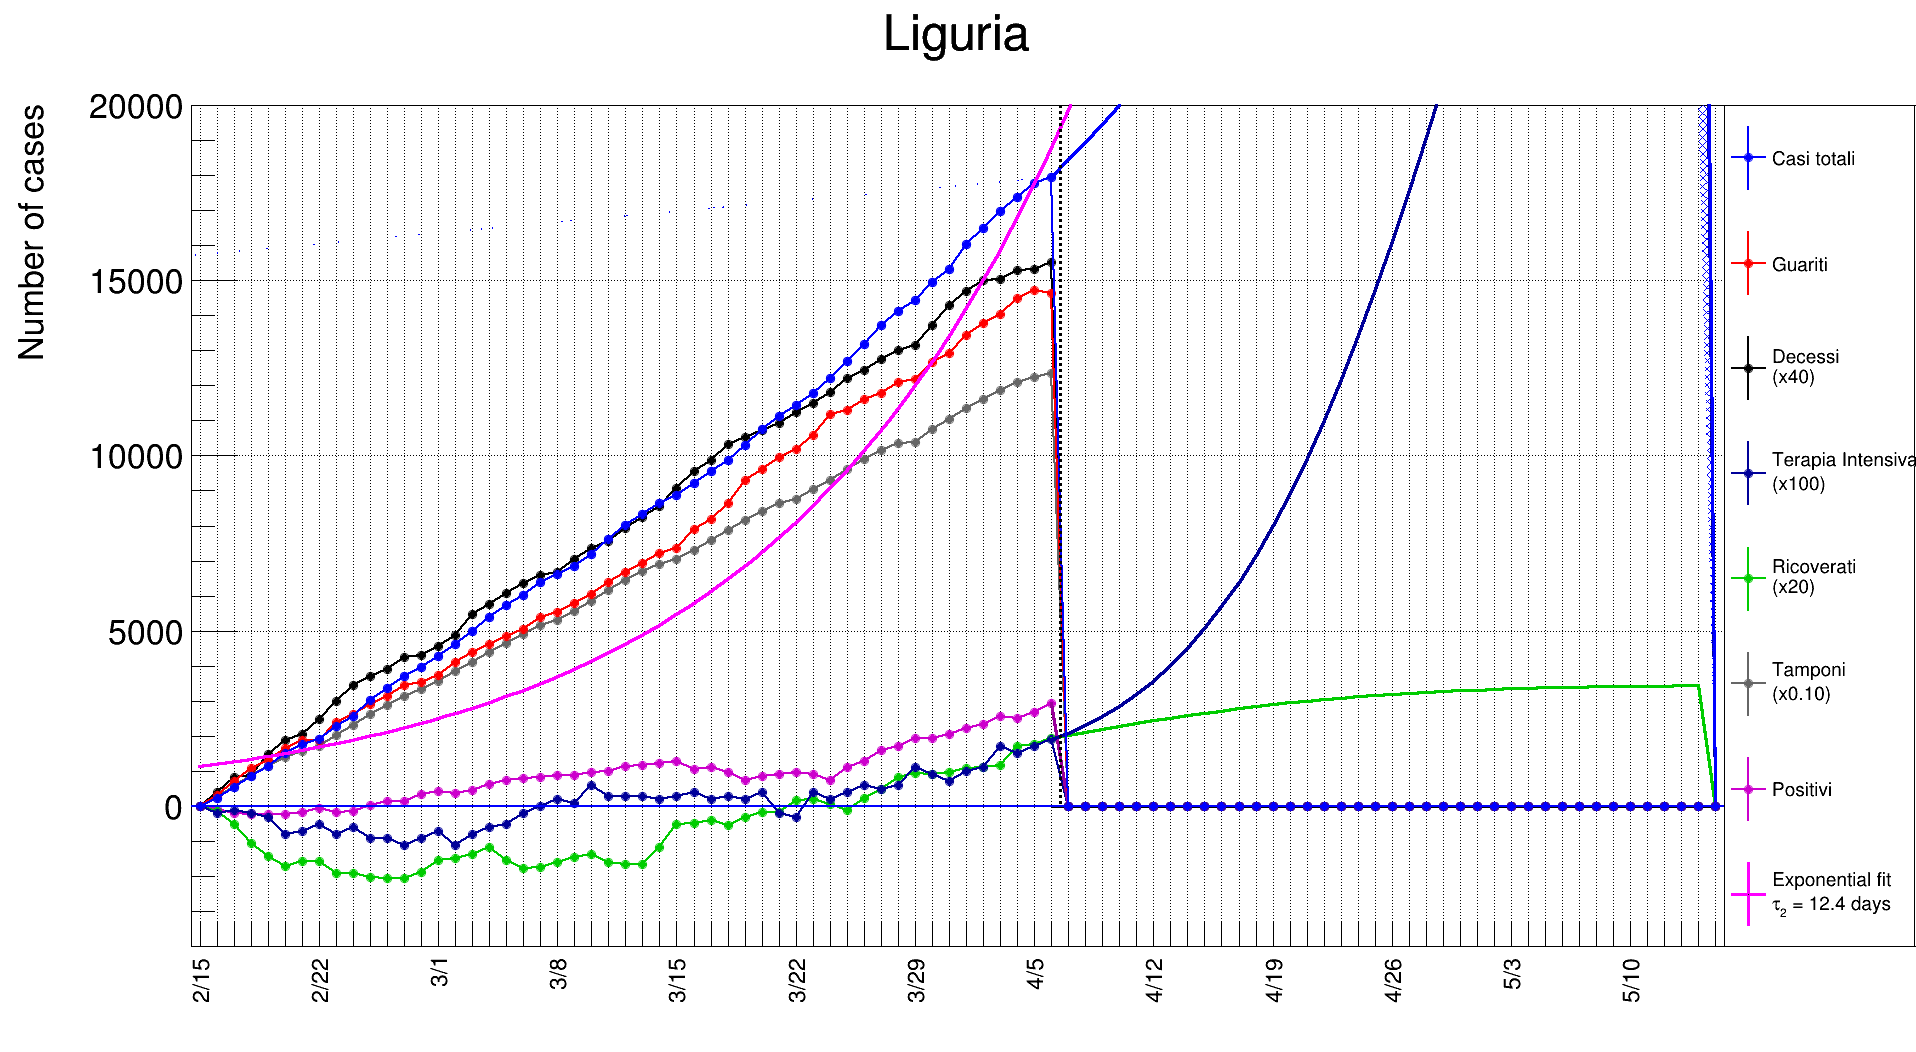 Liguria
Number of cases
20000
15000
10000
5000
0
2/15
2/22
3/1
3/8
3/15
3/22
3/29
4/5
4/12
4/19
4/26
5/3
5/10
Casi totali
Guariti
Decessi
(x40)
Terapia Intensiva
(x100)
Ricoverati
(x20)
Tamponi
(x0.10)
Positivi
Exponential fit
τ2 = 12.4 days